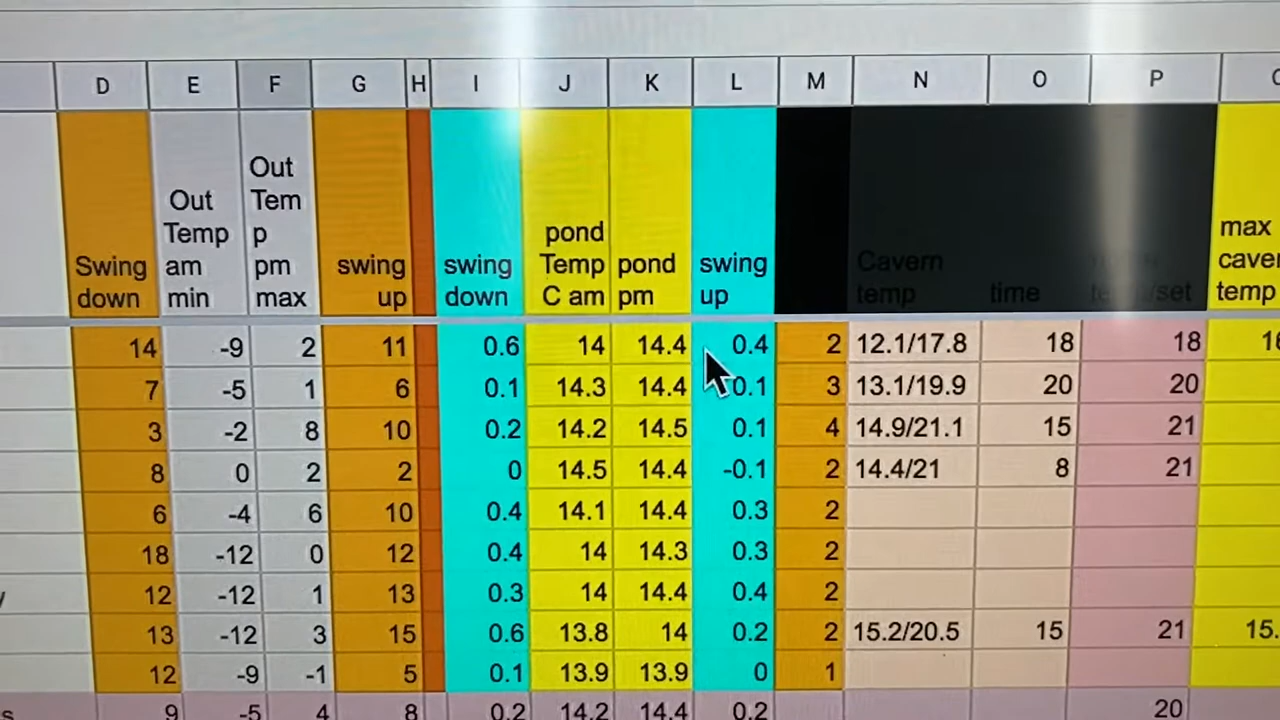 D E F G H I J K L M N O P
Swing down
Out Temp am min
Out Tem p pm max
swing up
swing down
pond Temp C am
pond pm
swing up
Cavern temp
time
set
max
temp
14 -9 2 11 0.6 14 14.4 0.4 2 12.1/17.8 18 18
7 -5 1 6 0.1 14.3 14.4 0.1 3 13.1/19.9 20 20
3 -2 8 10 0.2 14.2 14.5 0.1 4 14.9/21.1 15 21
8 0 2 2 0 14.5 14.4 -0.1 2 14.4/21 8 21
6 -4 6 10 0.4 14.1 14.4 0.3 2
18 -12 0 12 0.4 14 14.3 0.3 2
12 -12 1 13 0.3 14 14.4 0.4 2
13 -12 3 15 0.6 13.8 14 0.2 2 15.2/20.5 15 21 15.
12 -9 -1 5 0.1 13.9 13.9 0 1
9 -5 4 8 0.2 14.2 14.4 0.2 20